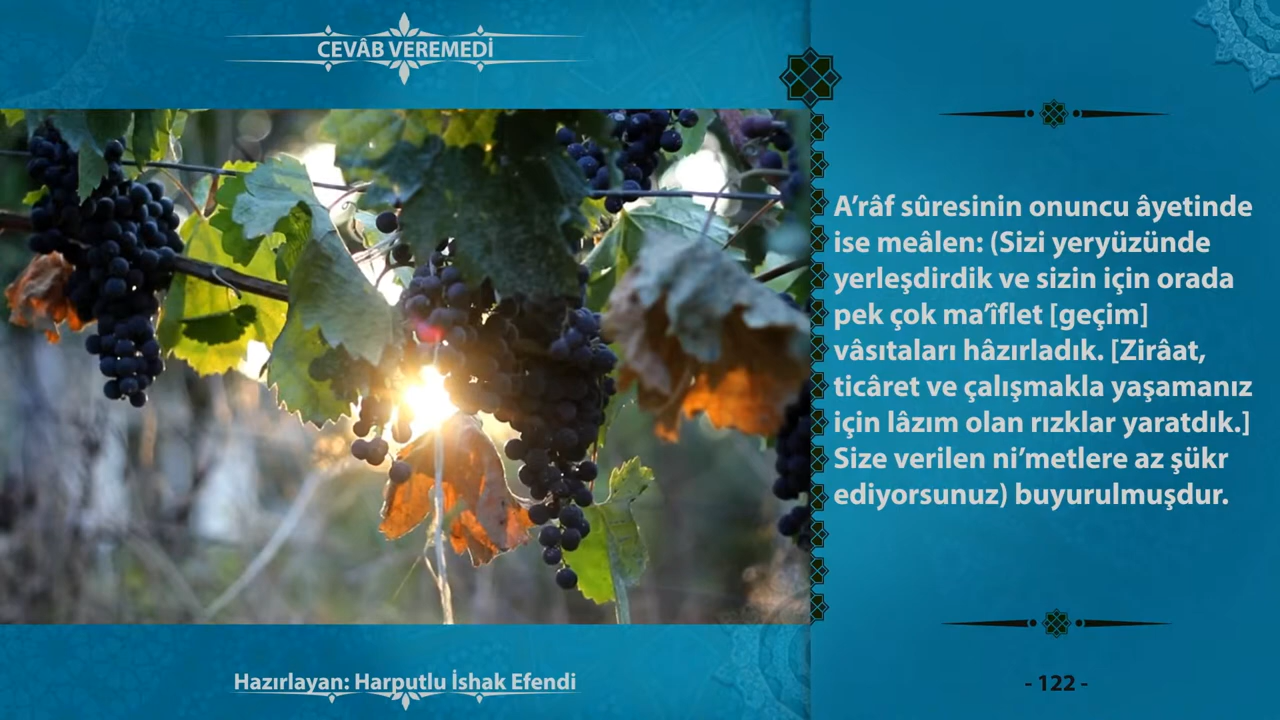 CEVÂB VEREMEDİ
A’râf sûresinin onuncu âyetinde
ise meâlen: (Sizi yeryüzünde
yerleşdirdik ve sizin için orada
pek çok ma’îflet [geçim]
vâsıtaları hâzırladık. [Zirâat,
ticâret ve çalışmakla yaşamanız
için lâzım olan rızklar yaratdık.]
Size verilen ni’metlere az şükr
ediyorsunuz) buyurulmuşdur.
Hazırlayan: Harputlu İshak Efendi
- 122 -